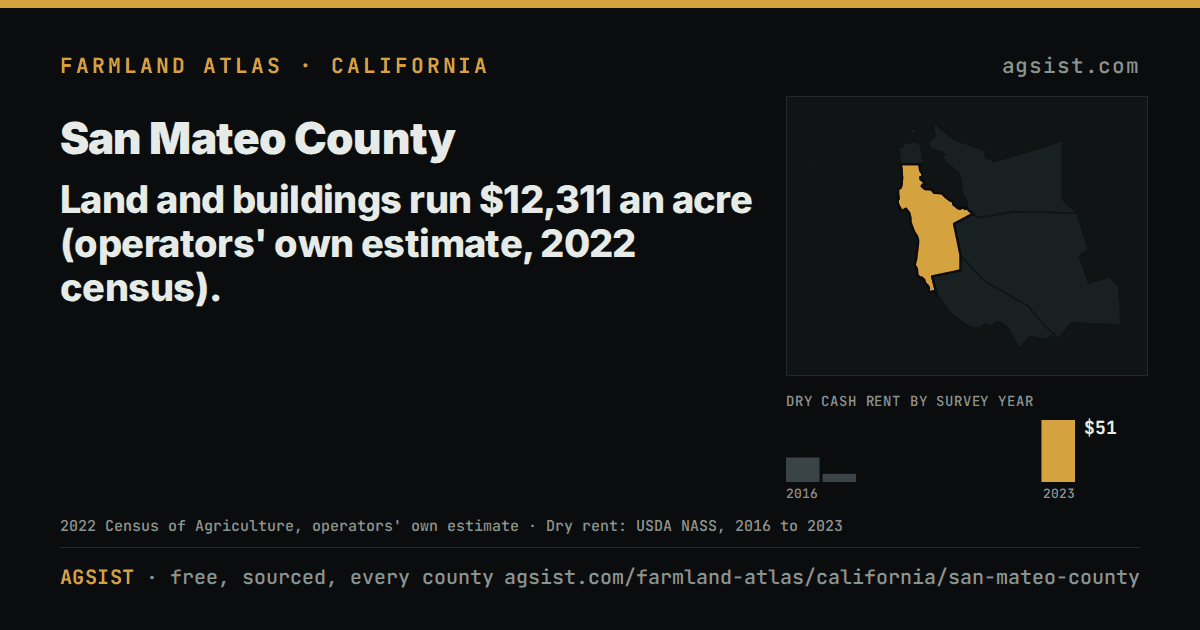 FARMLAND ATLAS · CALIFORNIA
agsist.com
San Mateo County
Land and buildings run $12,311 an acre
(operators' own estimate, 2022
census).
DRY CASH RENT BY SURVEY YEAR
$51
2016
2023
2022 Census of Agriculture, operators' own estimate · Dry rent: USDA NASS, 2016 to 2023
AGSIST · free, sourced, every county agsist.com/farmland-atlas/california/san-mateo-county